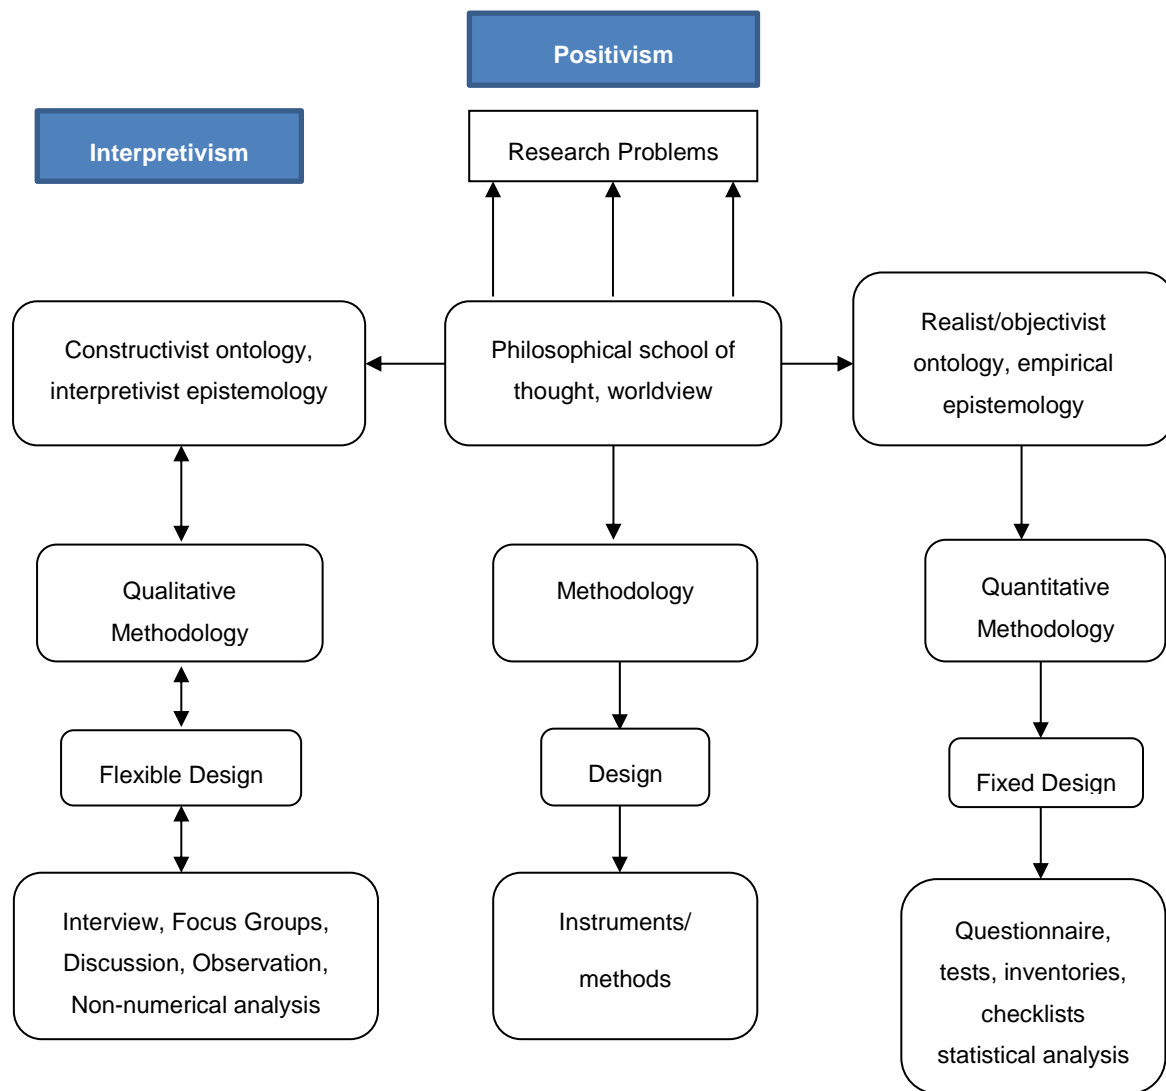 Positivism
Interpretivism
Research Problems
Constructivist ontology,
interpretivist epistemology
Philosophical school of
thought, worldview
Realist/objectivist
ontology, empirical
epistemology
Qualitative
Methodology
Methodology
Quantitative
Methodology
Flexible Design
Design
Fixed Design
Interview, Focus Groups,
Discussion, Observation,
Non-numerical analysis
Instruments/
methods
Questionnaire,
tests, inventories,
checklists
statistical analysis